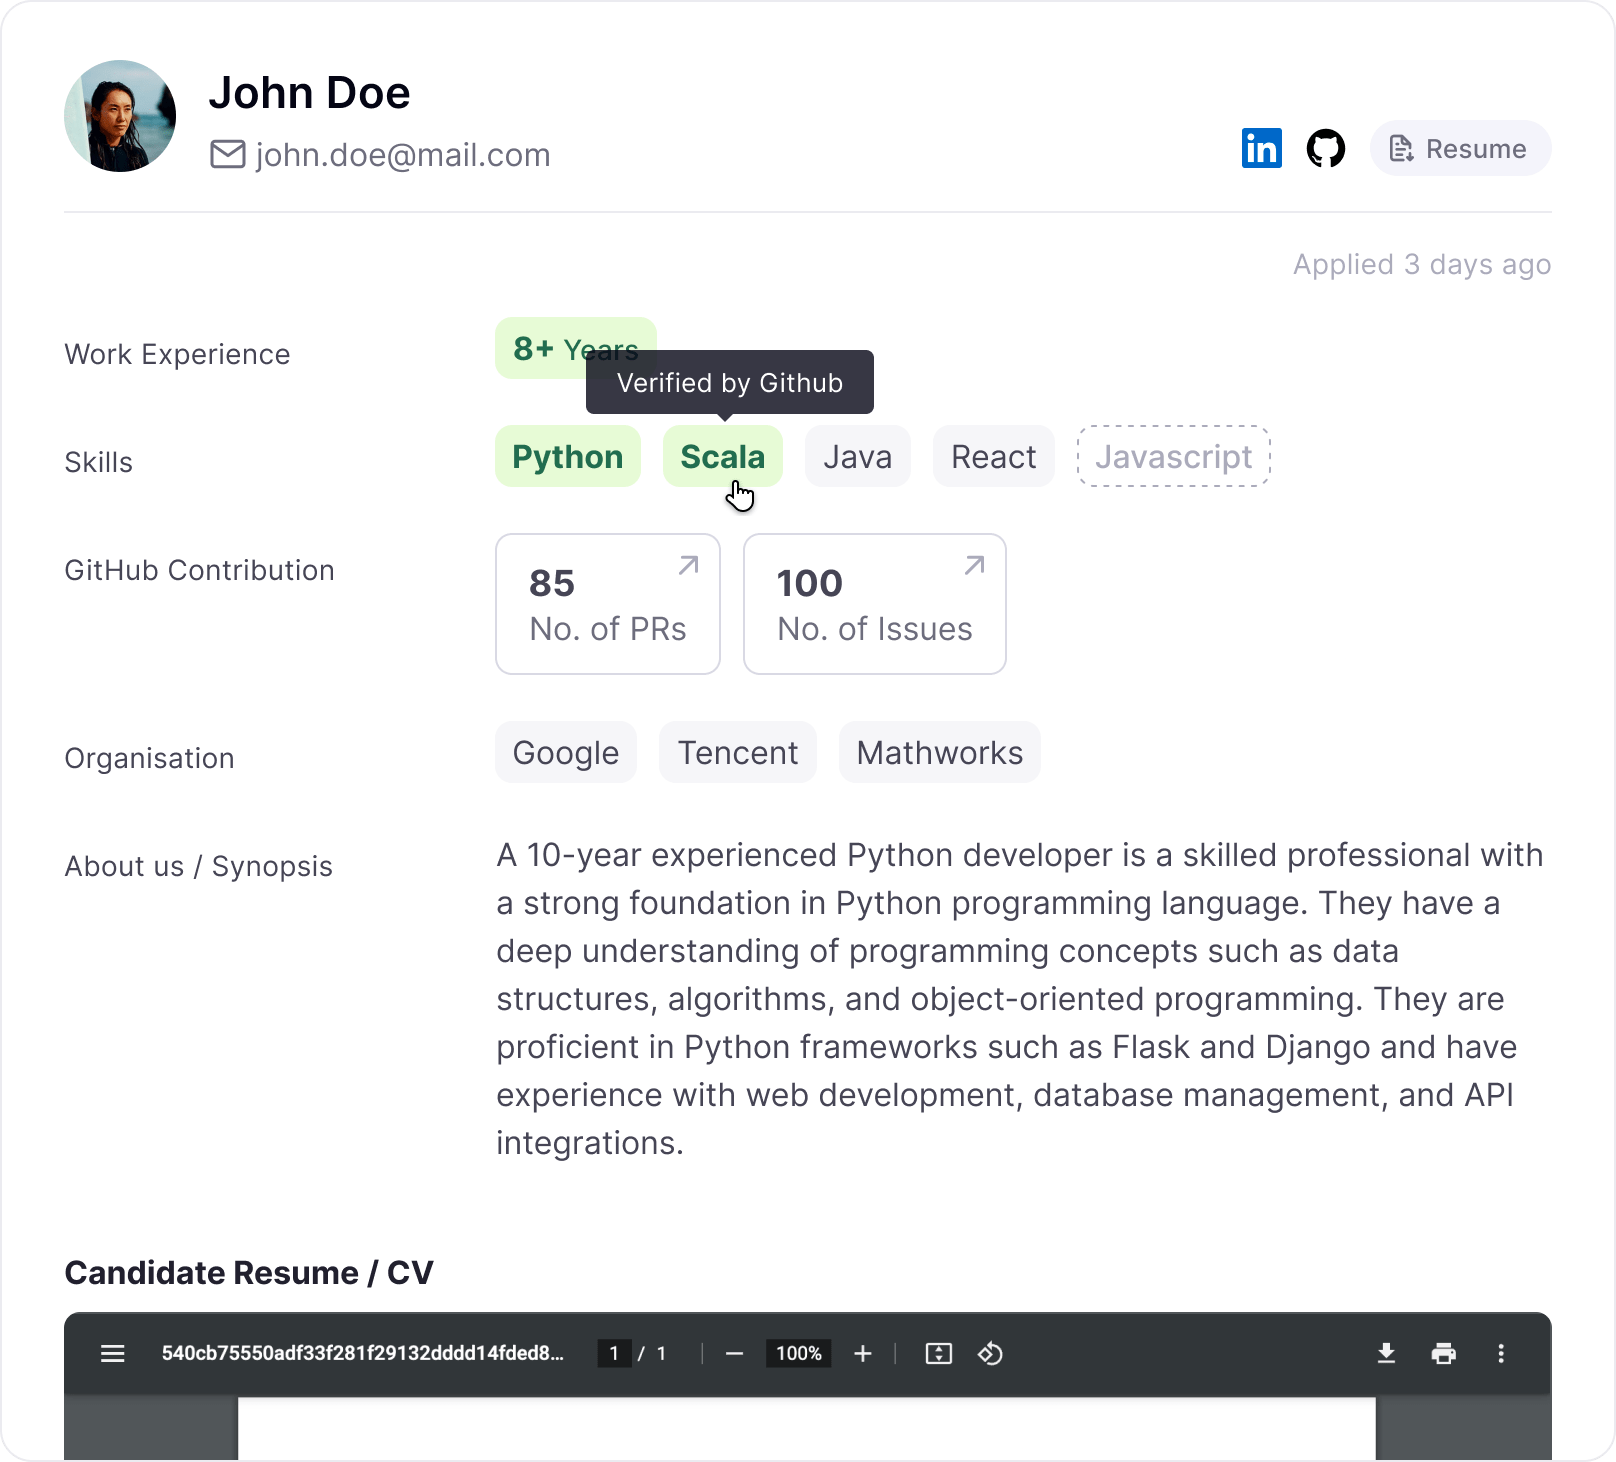 John Doe
john.doe@mail.com
in
Resume
Applied 3 days ago
Work Experience
8+ Years
Verified by Github
Skills
Python Scala Java React Javascript
GitHub Contribution
85
No. of PRs
100
No. of Issues
Organisation
Google Tencent Mathworks
About us / Synopsis
A 10-year experienced Python developer is a skilled professional with
a strong foundation in Python programming language. They have a
deep understanding of programming concepts such as data
structures, algorithms, and object-oriented programming. They are
proficient in Python frameworks such as Flask and Django and have
experience with web development, database management, and API
integrations.
Candidate Resume / CV
540cb75550adf33f281f29132dddd14fded8... 1 / 1 100%